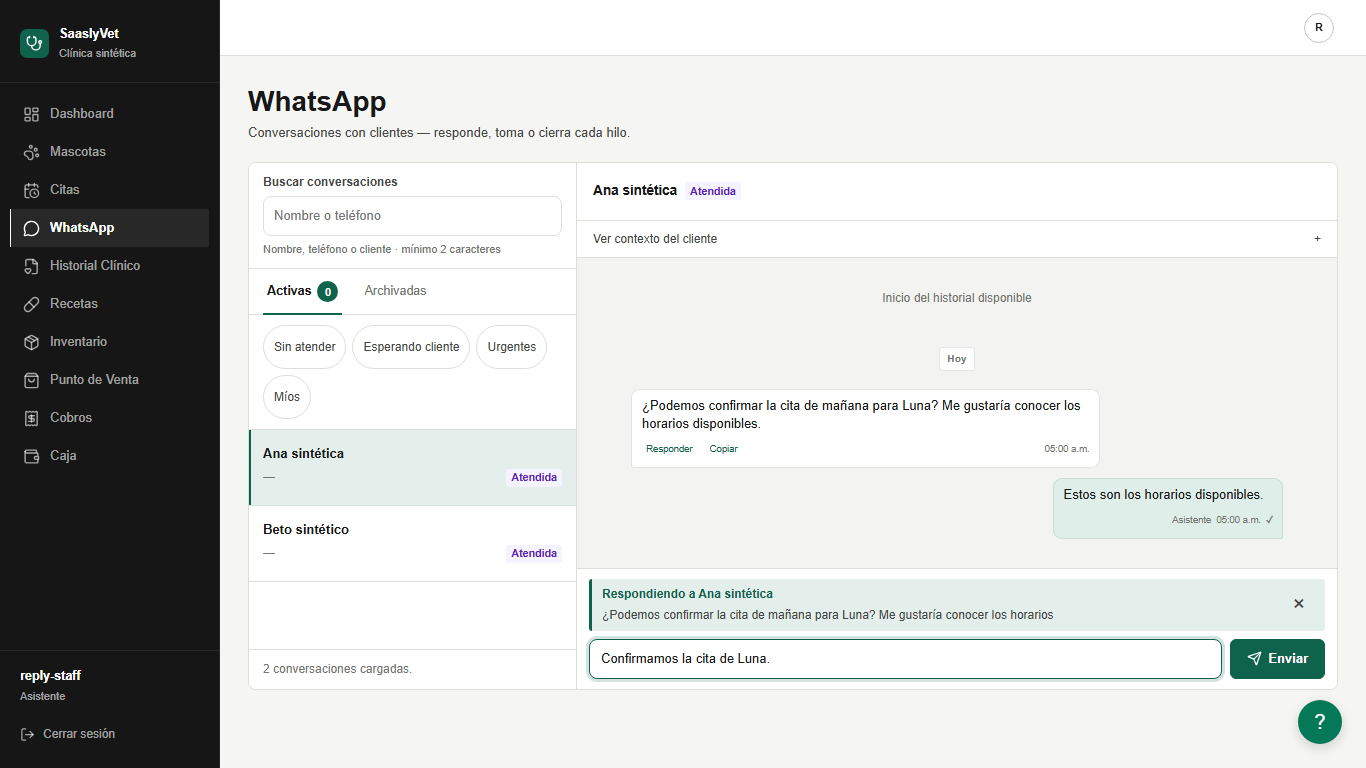 SaaslyVet
Clínica sintética
Dashboard
Mascotas
Citas
WhatsApp
Historial Clínico
Recetas
Inventario
Punto de Venta
Cobros
Caja
reply-staff
Asistente
Cerrar sesión
R
WhatsApp
Conversaciones con clientes — responde, toma o cierra cada hilo.
Buscar conversaciones
Nombre o teléfono
Nombre, teléfono o cliente · mínimo 2 caracteres
Activas 0 Archivadas
Sin atender Esperando cliente Urgentes
Míos
Ana sintética
— Atendida
Beto sintético
— Atendida
2 conversaciones cargadas.
Ana sintética Atendida
Ver contexto del cliente +
Inicio del historial disponible
Hoy
¿Podemos confirmar la cita de mañana para Luna? Me gustaría conocer los
horarios disponibles.
Responder Copiar 05:00 a.m.
Estos son los horarios disponibles.
Asistente 05:00 a.m. ✓
Respondiendo a Ana sintética
¿Podemos confirmar la cita de mañana para Luna? Me gustaría conocer los horarios
Confirmamos la cita de Luna.
Enviar
?